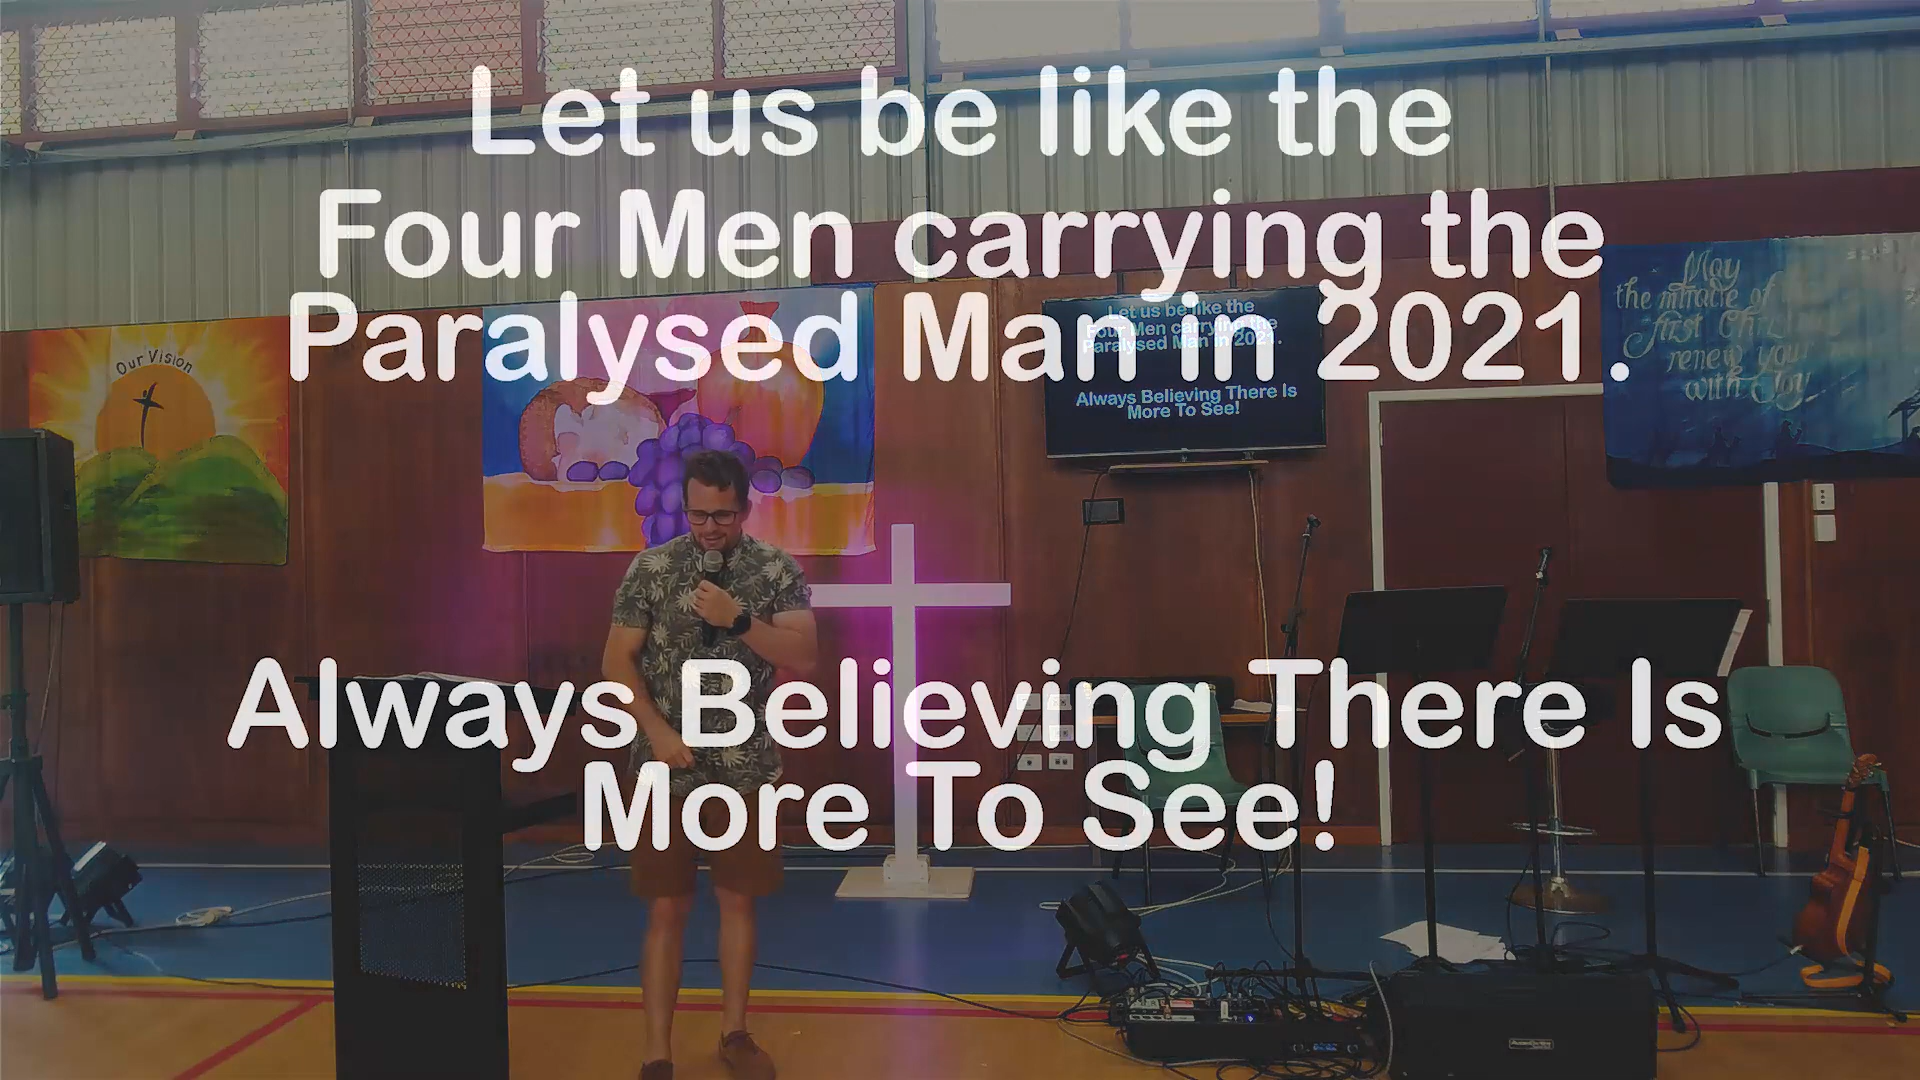 Let us be like the
Four Men carrying the
Paralysed Man in 2021.
Always Believing There Is
More To See!
Our Vision
Let us be like the
Four Men carrying the
Paralysed Man in 2021.
Always Believing There Is
More To See!
May
the miracle of
first
renew you
with Joy